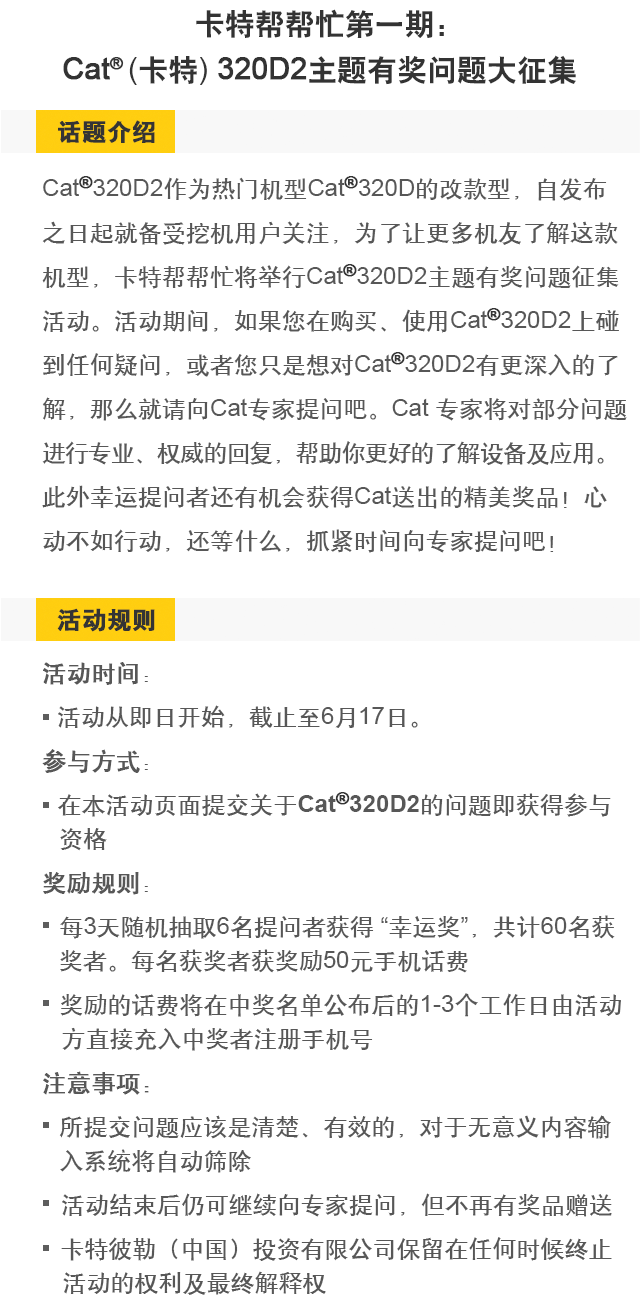 卡特帮帮忙第一期：
Cat®(卡特) 320D2主题有奖问题大征集
话题介绍
Cat®320D2作为热门机型Cat®320D的改款型，自发布
之日起就备受挖机用户关注，为了让更多机友了解这款
机型，卡特帮帮忙将举行Cat®320D2主题有奖问题征集
活动。活动期间，如果您在购买、使用Cat®320D2上碰
到任何疑问，或者您只是想对Cat®320D2有更深入的了
解，那么就请向Cat专家提问吧。Cat 专家将对部分问题
进行专业、权威的回复，帮助你更好的了解设备及应用。
此外幸运提问者还有机会获得Cat送出的精美奖品！心
动不如行动，还等什么，抓紧时间向专家提问吧！
活动规则
活动时间：
▪ 活动从即日开始，截止至6月17日。
参与方式：
▪ 在本活动页面提交关于Cat®320D2的问题即获得参与
资格
奖励规则：
▪ 每3天随机抽取6名提问者获得 “幸运奖”，共计60名获
奖者。每名获奖者获奖励50元手机话费
▪ 奖励的话费将在中奖名单公布后的1-3个工作日由活动
方直接充入中奖者注册手机号
注意事项：
▪ 所提交问题应该是清楚、有效的，对于无意义内容输
入系统将自动筛除
▪ 活动结束后仍可继续向专家提问，但不再有奖品赠送
▪ 卡特彼勒（中国）投资有限公司保留在任何时候终止
活动的权利及最终解释权